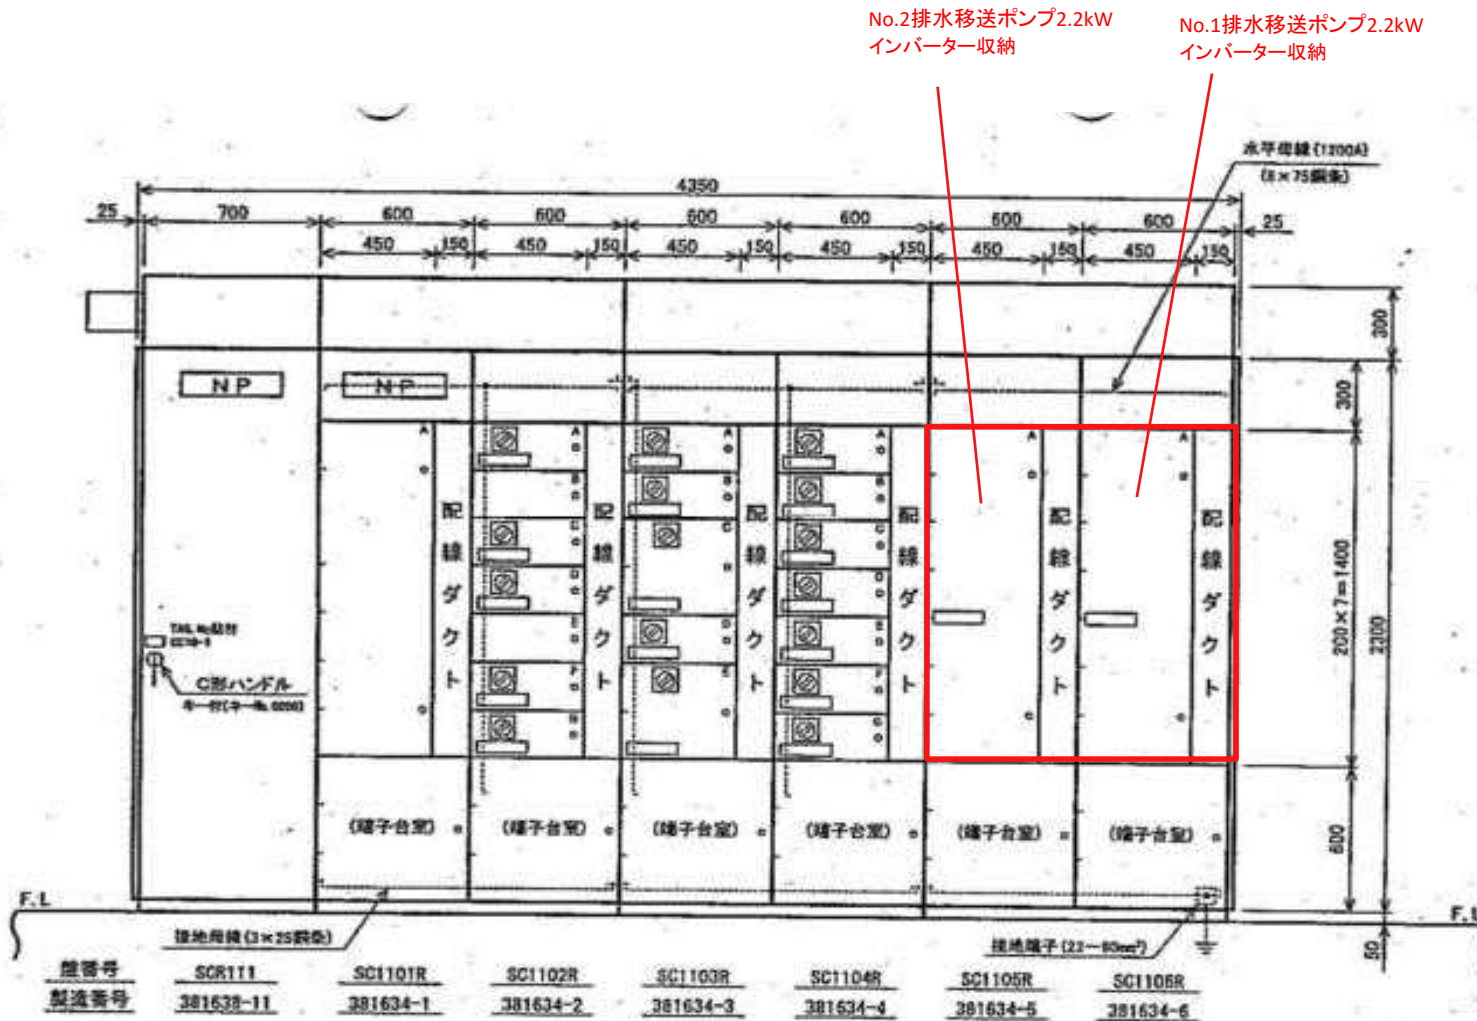 No.2排水移送ポンプ2.2kW
インバーター収納
No.1排水移送ポンプ2.2kW
インバーター収納
水平母線(1200A)
(8×75銅条)
4350
25 700 600 600 600 600 600 600 25
450 150 450 150 450 150 450 150 450 150 450 150
300
NP NP
300
A A A A A A
B B B
C C C
D D D
E E
F F
G G
配線ダクト 配線ダクト 配線ダクト 配線ダクト 配線ダクト 配線ダクト
200×7=1400
2200
C形ハンドル
(端子台室) (端子台室) (端子台室) (端子台室) (端子台室) (端子台室)
600
F.L F.L
接地母線(3×25銅条)
接地端子(22-60mm²)
50
盤番号 SCR111 SC1101R SC1102R SC1103R SC1104R SC1105R SC1106R
製造番号 381638-11 381634-1 381634-2 381634-3 381634-4 381634-5 381634-6